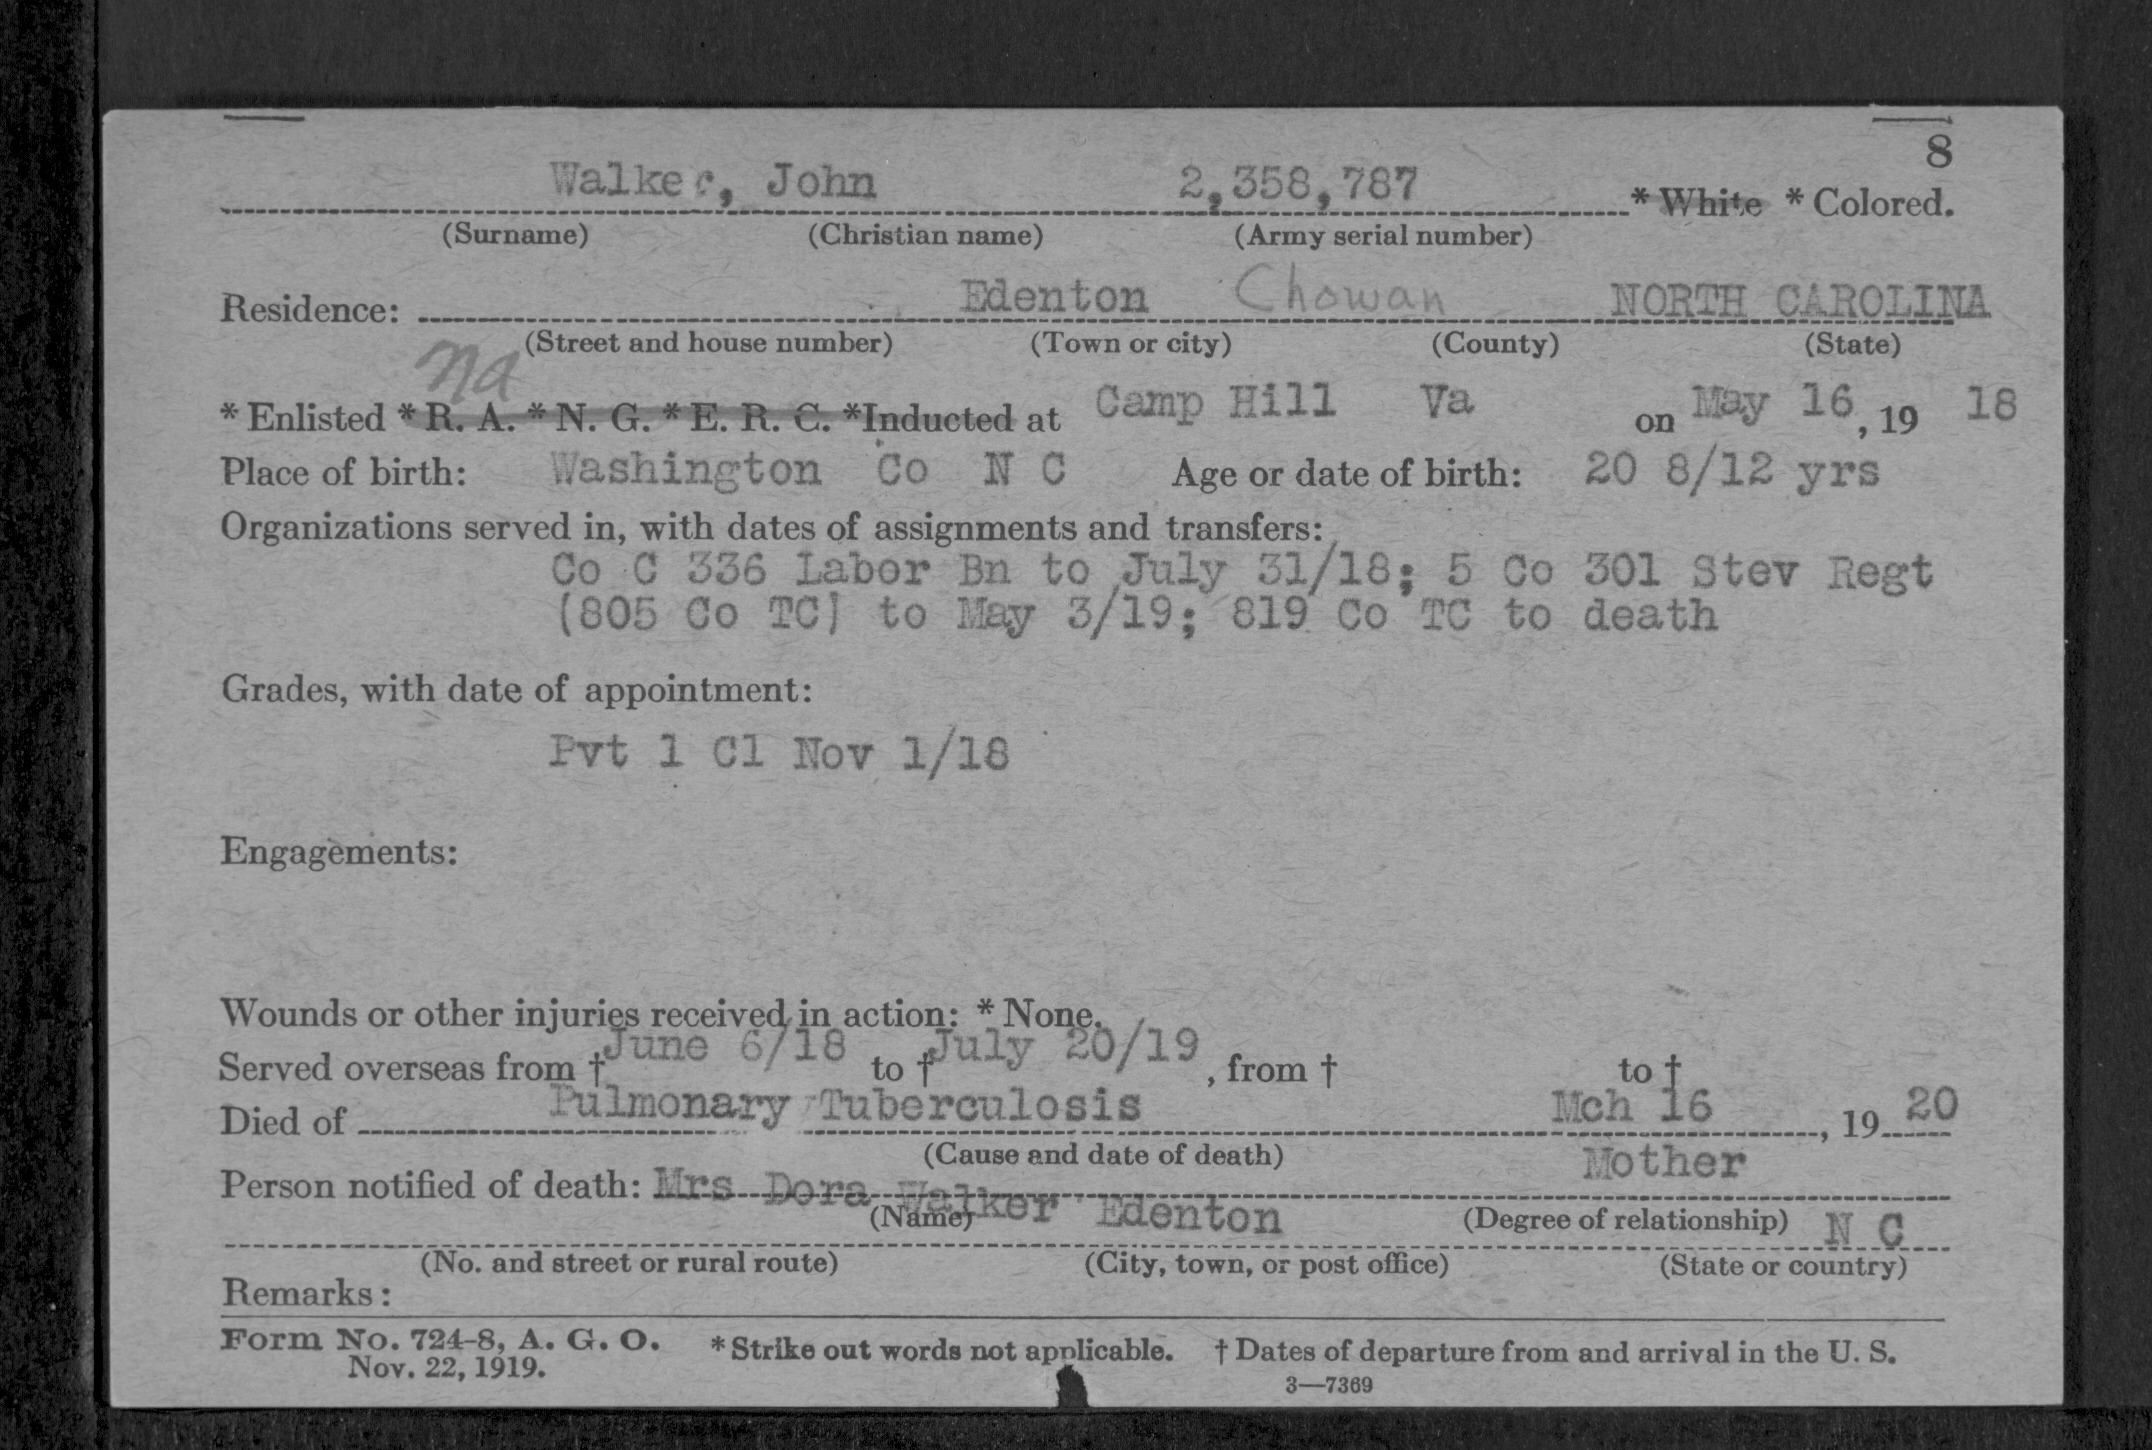 8
Walker, John 2,358,787 * White * Colored.
(Surname) (Christian name) (Army serial number)
Residence: Edenton Chowan NORTH CAROLINA
(Street and house number) (Town or city) (County) (State)
na
* Enlisted * R. A. * N. G. * E. R. C. *Inducted at Camp Hill Va on May 16, 19 18
Place of birth: Washington Co N C Age or date of birth: 20 8/12 yrs
Organizations served in, with dates of assignments and transfers:
Co C 336 Labor Bn to July 31/18; 5 Co 301 Stev Regt
(805 Co TC) to May 3/19; 819 Co TC to death
Grades, with date of appointment:
Pvt 1 Cl Nov 1/18
Engagements:
Wounds or other injuries received in action: * None.
Served overseas from † June 6/18 to † July 20/19, from † to †
Died of Pulmonary Tuberculosis Mch 16, 19 20
(Cause and date of death)
Person notified of death: Mrs Dora Walker Mother
(Name) (Degree of relationship)
Edenton N C
(No. and street or rural route) (City, town, or post office) (State or country)
Remarks:
Form No. 724-8, A. G. O. * Strike out words not applicable. † Dates of departure from and arrival in the U. S.
Nov. 22, 1919. 3—7369